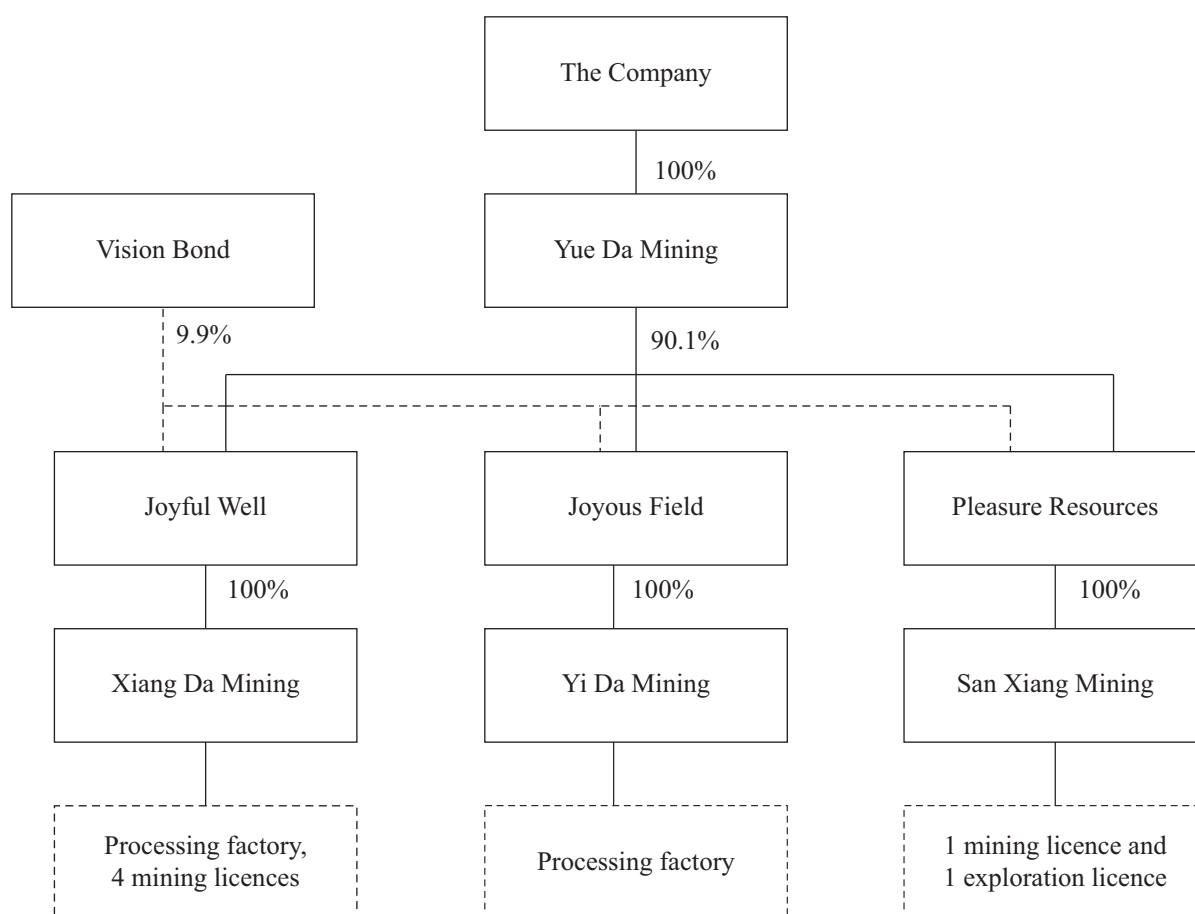 The Company
100%
Vision Bond
Yue Da Mining
9.9%
90.1%
Joyful Well
Joyous Field
Pleasure Resources
100%
100%
100%
Xiang Da Mining
Yi Da Mining
San Xiang Mining
Processing factory,
4 mining licences
Processing factory
1 mining licence and
1 exploration licence